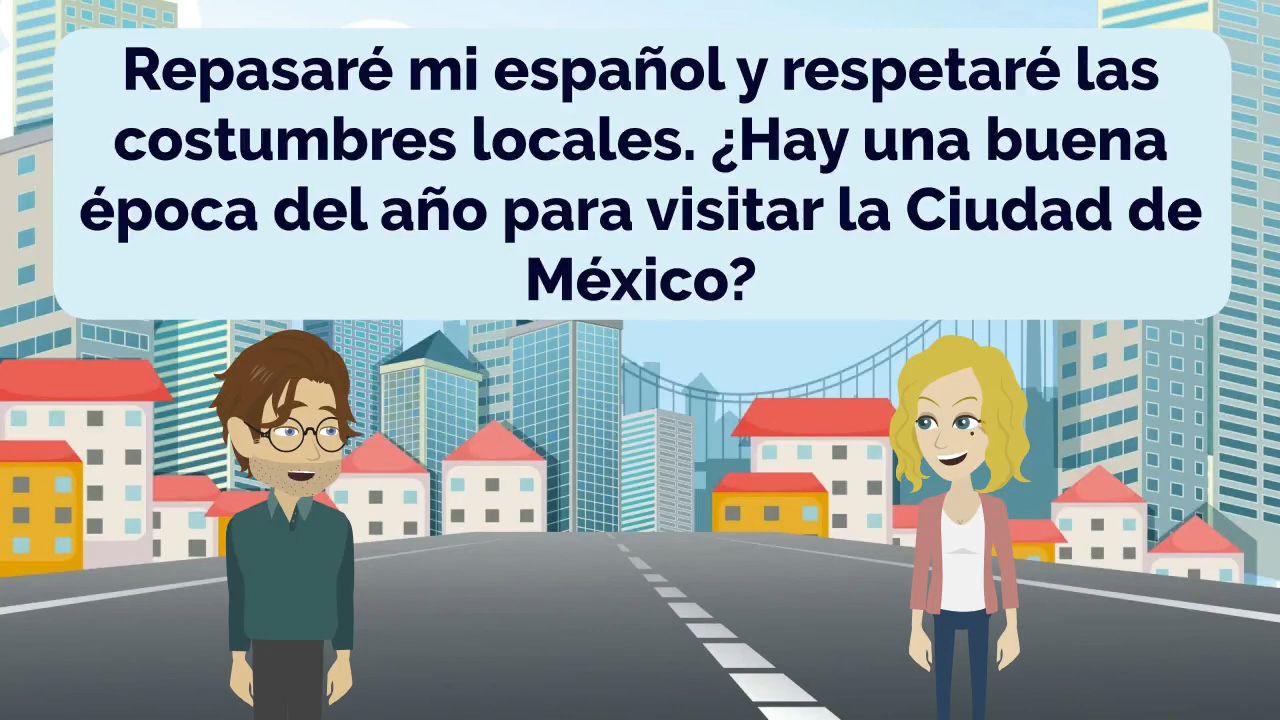 Repasaré mi español y respetaré las
costumbres locales. ¿Hay una buena
época del año para visitar la Ciudad de
México?